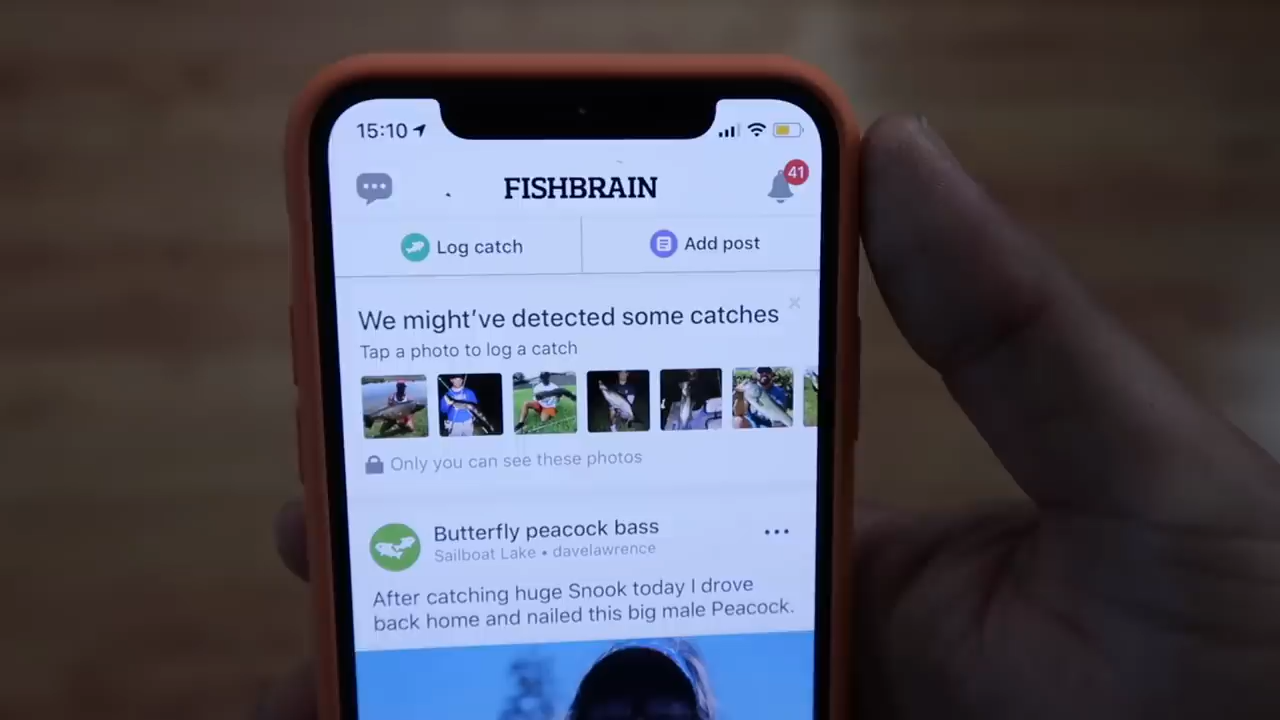 15:10
41
FISHBRAIN
Log catch
Add post
We might've detected some catches
Tap a photo to log a catch
Only you can see these photos
Butterfly peacock bass
Sailboat Lake • davelawrence
After catching huge Snook today I drove
back home and nailed this big male Peacock.